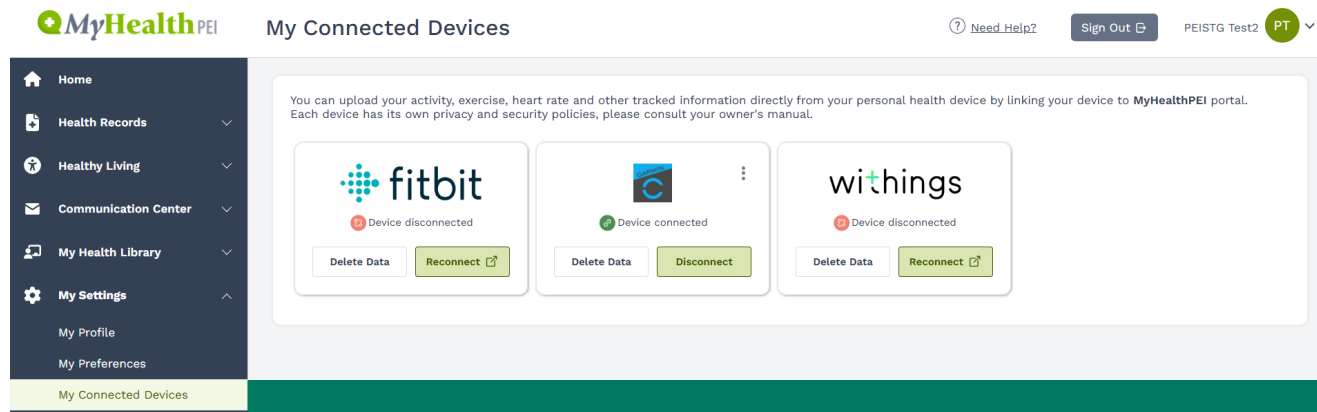 MyHealth PEI
My Connected Devices
Need Help?
Sign Out
PEISTG Test2
PT
Home
Health Records
Healthy Living
Communication Center
My Health Library
My Settings
My Profile
My Preferences
My Connected Devices
You can upload your activity, exercise, heart rate and other tracked information directly from your personal health device by linking your device to MyHealthPEI portal.
Each device has its own privacy and security policies, please consult your owner's manual.
fitbit
Device disconnected
Delete Data
Reconnect
GARMIN
Device connected
Delete Data
Disconnect
withings
Device disconnected
Delete Data
Reconnect